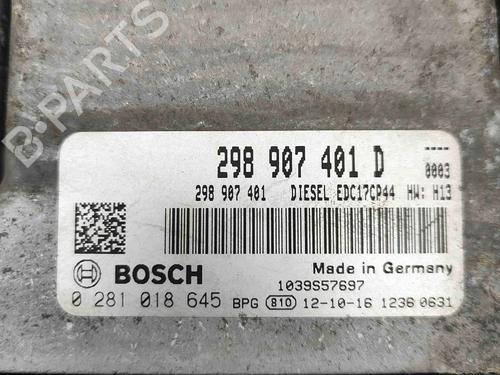 B-PARTS
298 907 401 D
----
0003
298 907 401 DIESEL EDC17CP44 HW: H13
BOSCH
Made in Germany
1039S57697
0 281 018 645 BPG 810 12-10-16 1236 0631